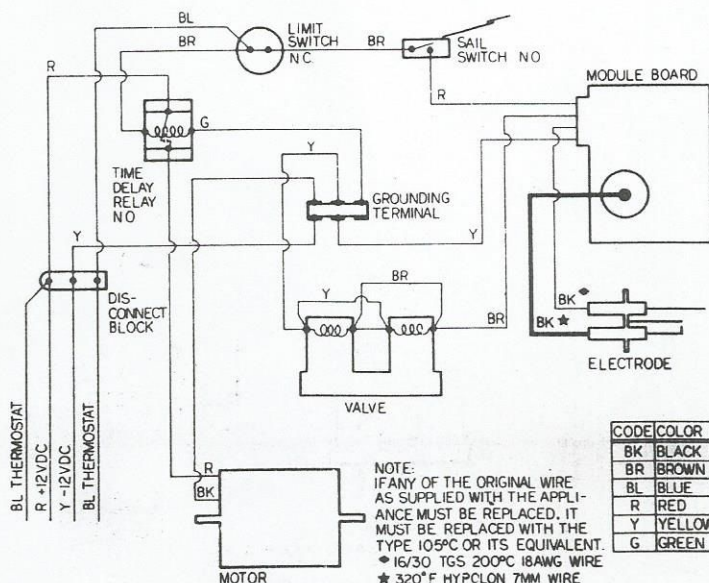 BL
LIMIT
SWITCH
N.C.
BR
BR
SAIL
SWITCH N O
R
R
MODULE BOARD
G
Y
TIME
DELAY
RELAY
N O
GROUNDING
TERMINAL
Y
Y
DIS-
CONNECT
BLOCK
BR
Y
BR
BK ◆
BK ★
ELECTRODE
VALVE
BL THERMOSTAT
R +12VDC
Y -12VDC
BL THERMOSTAT
R
BK
MOTOR
NOTE:
IF ANY OF THE ORIGINAL WIRE
AS SUPPLIED WITH THE APPLI-
ANCE MUST BE REPLACED, IT
MUST BE REPLACED WITH THE
TYPE 105°C OR ITS EQUIVALENT.
◆ 16/30 TGS 200°C 18AWG WIRE
★ 320°F HYPCLON 7MM WIRE
CODE COLOR
BK BLACK
BR BROWN
BL BLUE
R RED
Y YELLOW
G GREEN